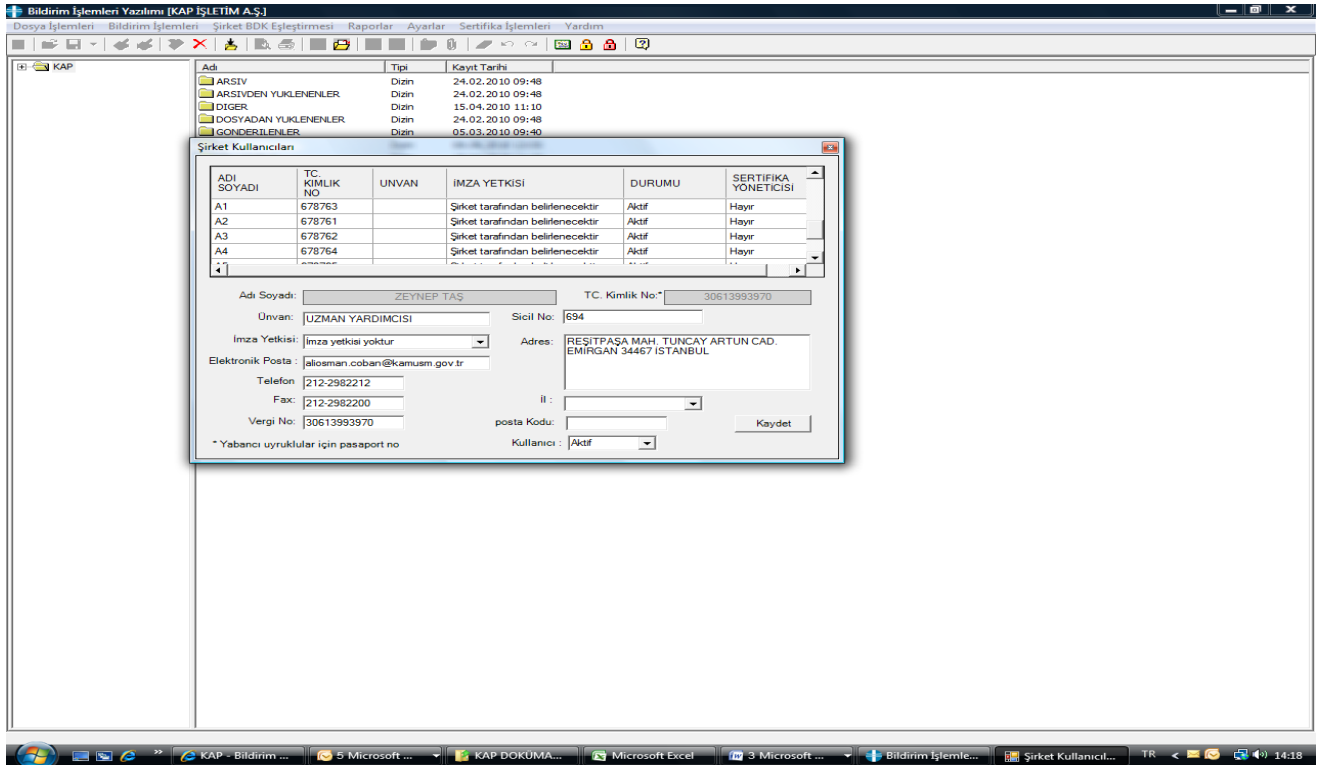 Bildirim İşlemleri Yazılımı [KAP İŞLETİM A.Ş.]
Dosya İşlemleri Bildirim İşlemleri Şirket BDK Eşleştirmesi Raporlar Ayarlar Sertifika İşlemleri Yardım
KAP
Adı Tipi Kayıt Tarihi
ARSIV Dizin 24.02.2010 09:48
ARSIVDEN YUKLENENLER Dizin 24.02.2010 09:48
DIGER Dizin 15.04.2010 11:10
DOSYADAN YUKLENENLER Dizin 24.02.2010 09:48
GONDERILENLER Dizin 05.03.2010 09:40
Şirket Kullanıcıları
ADI SOYADI TC. KIMLIK NO UNVAN İMZA YETKİSİ DURUMU SERTİFİKA YÖNETİCİSİ
A1 678763 Şirket tarafından belirlenecektir Aktif Hayır
A2 678761 Şirket tarafından belirlenecektir Aktif Hayır
A3 678762 Şirket tarafından belirlenecektir Aktif Hayır
A4 678764 Şirket tarafından belirlenecektir Aktif Hayır
Adı Soyadı: ZEYNEP TAŞ TC. Kimlik No:* 30613993970
Ünvan: UZMAN YARDIMCISI Sicil No: 694
İmza Yetkisi: İmza yetkisi yoktur Adres: REŞİTPAŞA MAH. TUNCAY ARTUN CAD.
EMİRGAN 34467 İSTANBUL
Elektronik Posta : aliosman.coban@kamusm.gov.tr
Telefon 212-2982212
Fax: 212-2982200 İl :
Vergi No: 30613993970 posta Kodu: Kaydet
* Yabancı uyruklular için pasaport no Kullanıcı : Aktif
KAP - Bildirim ... 5 Microsoft ... KAP DOKÜMA... Microsoft Excel 3 Microsoft ... Bildirim İşlemle... Şirket Kullanıcıl... TR 14:18